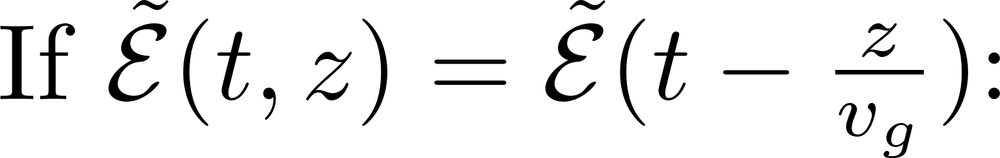 If $\tilde{\mathcal{E}}(t, z) = \tilde{\mathcal{E}}(t - \frac{z}{v_g})$: